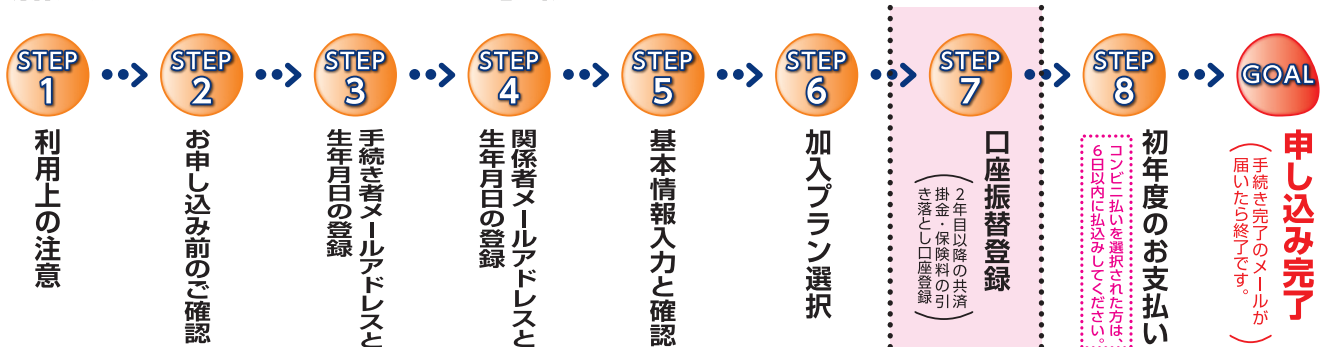 STEP
1
利用上の注意
STEP
2
お申し込み前のご確認
STEP
3
手続き者メールアドレスと
生年月日の登録
STEP
4
関係者メールアドレスと
生年月日の登録
STEP
5
基本情報入力と確認
STEP
6
加入プラン選択
STEP
7
口座振替登録
(2年目以降の共済
掛金・保険料の引
き落とし口座登録)
STEP
8
初年度のお支払い
コンビニ払いを選択された方は、
6日以内に払込みしてください。
GOAL
申し込み完了
(手続き完了のメールが
届いたら終了です。)